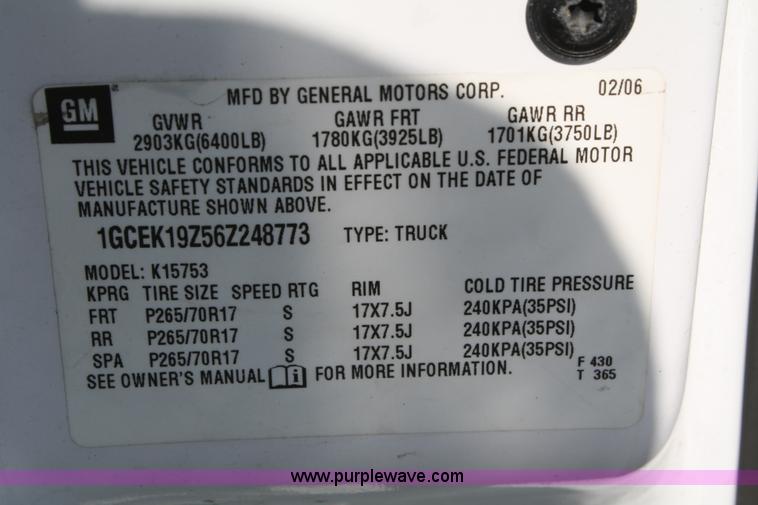 GM
MFD BY GENERAL MOTORS CORP. 02/06
GVWR GAWR FRT GAWR RR
2903KG(6400LB) 1780KG(3925LB) 1701KG(3750LB)
THIS VEHICLE CONFORMS TO ALL APPLICABLE U.S. FEDERAL MOTOR
VEHICLE SAFETY STANDARDS IN EFFECT ON THE DATE OF
MANUFACTURE SHOWN ABOVE.
1GCEK19Z56Z248773 TYPE: TRUCK
MODEL: K15753
KPRG TIRE SIZE SPEED RTG RIM COLD TIRE PRESSURE
FRT P265/70R17 S 17X7.5J 240KPA(35PSI)
RR P265/70R17 S 17X7.5J 240KPA(35PSI)
SPA P265/70R17 S 17X7.5J 240KPA(35PSI)
SEE OWNER'S MANUAL i FOR MORE INFORMATION.
F 430
T 365
www.purplewave.com